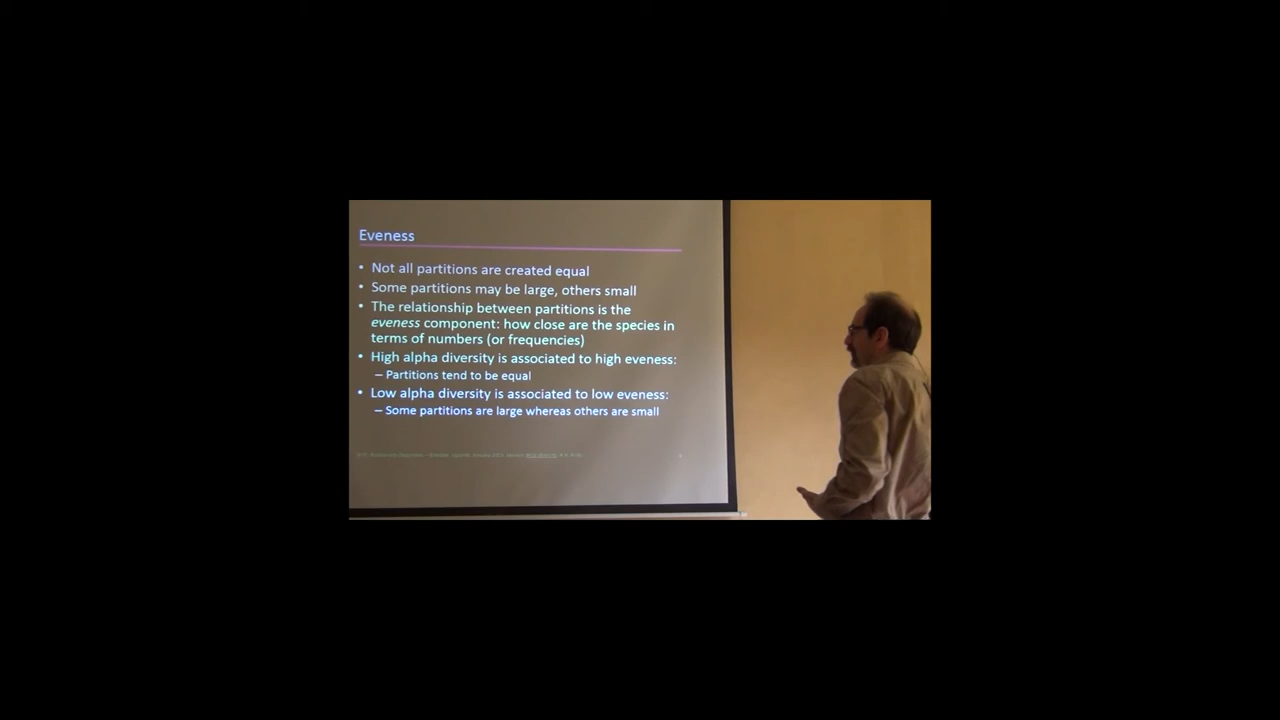 Eveness
• Not all partitions are created equal
• Some partitions may be large, others small
• The relationship between partitions is the
eveness component: how close are the species in
terms of numbers (or frequencies)
• High alpha diversity is associated to high eveness:
– Partitions tend to be equal
• Low alpha diversity is associated to low eveness:
– Some partitions are large whereas others are small